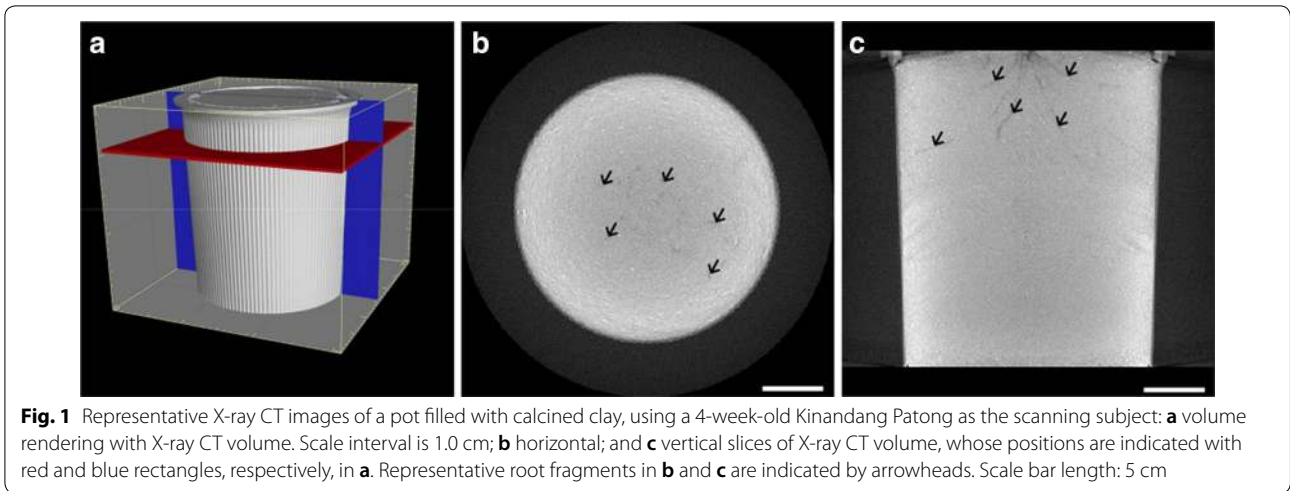 a
b
c
Fig. 1 Representative X-ray CT images of a pot filled with calcined clay, using a 4-week-old Kinandang Patong as the scanning subject: a volume
rendering with X-ray CT volume. Scale interval is 1.0 cm; b horizontal; and c vertical slices of X-ray CT volume, whose positions are indicated with
red and blue rectangles, respectively, in a. Representative root fragments in b and c are indicated by arrowheads. Scale bar length: 5 cm